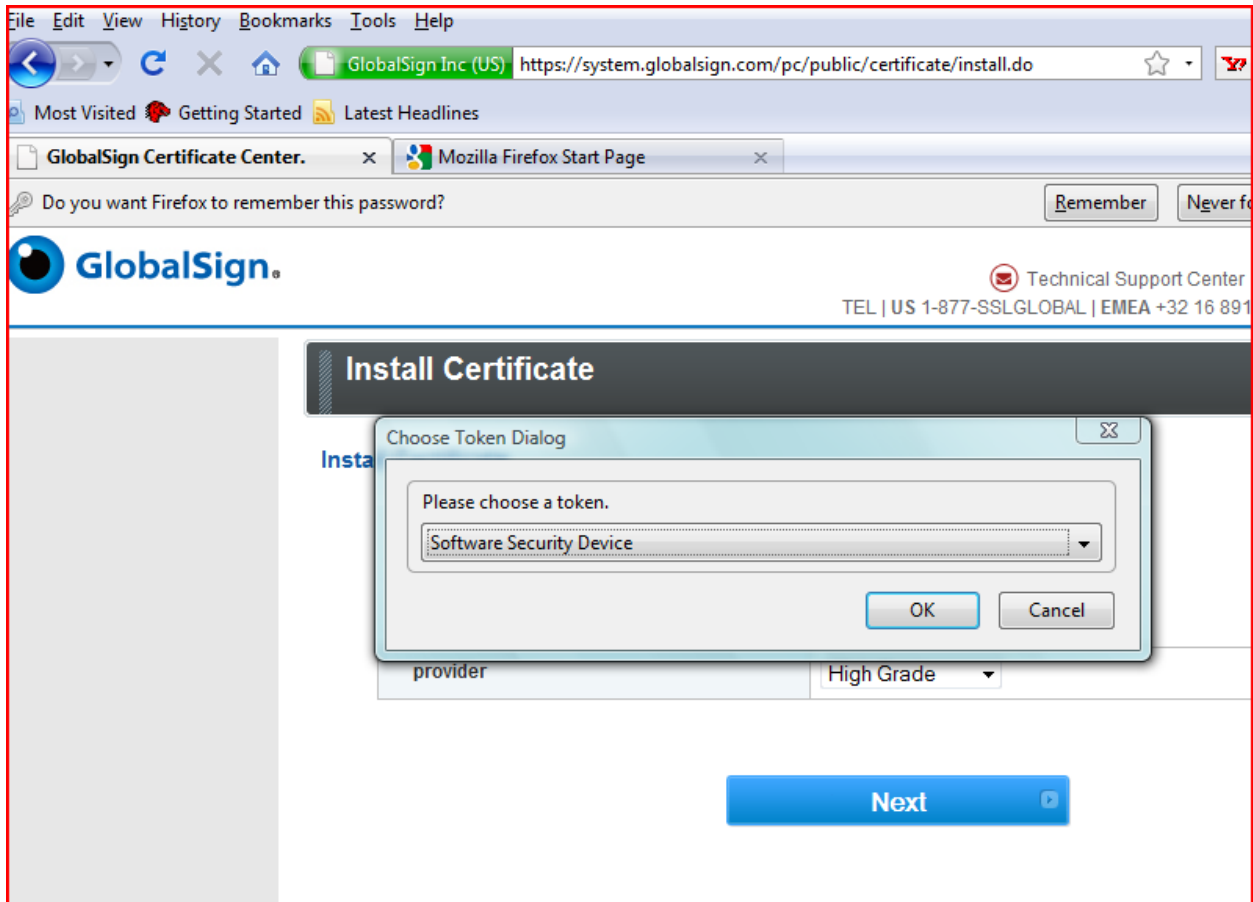 File Edit View History Bookmarks Tools Help
GlobalSign Inc (US) https://system.globalsign.com/pc/public/certificate/install.do
Most Visited Getting Started Latest Headlines
GlobalSign Certificate Center. Mozilla Firefox Start Page
Do you want Firefox to remember this password? Remember Never
GlobalSign.
Technical Support Center
TEL | US 1-877-SSLGLOBAL | EMEA +32 16 891
Install Certificate
Choose Token Dialog
Please choose a token.
Software Security Device
OK Cancel
provider High Grade
Next